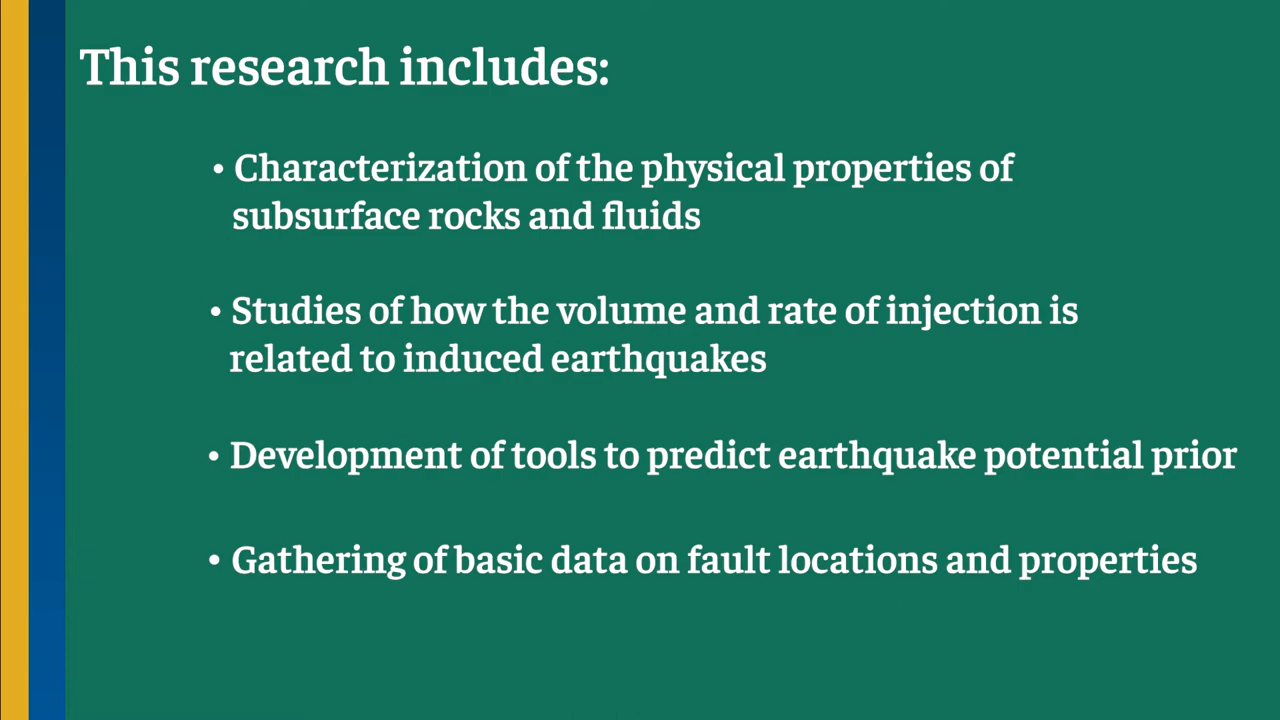 This research includes:
• Characterization of the physical properties of
subsurface rocks and fluids
• Studies of how the volume and rate of injection is
related to induced earthquakes
• Development of tools to predict earthquake potential prior
• Gathering of basic data on fault locations and properties